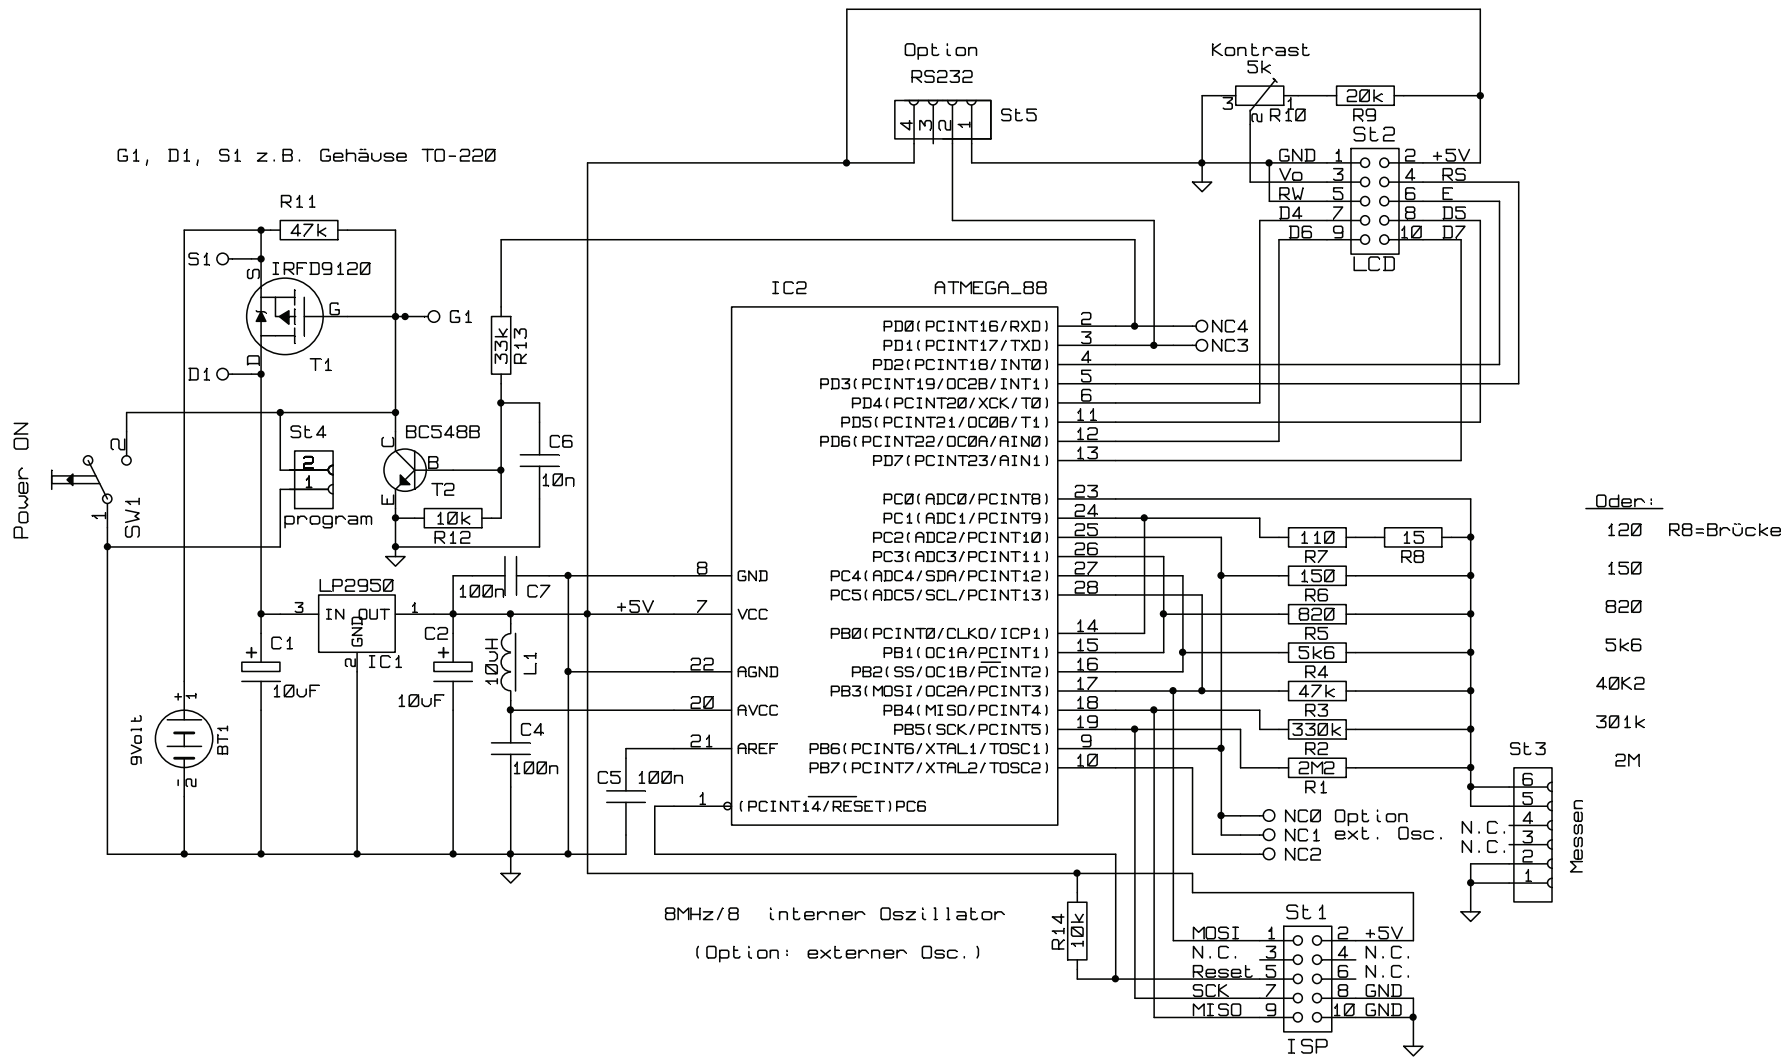 Option
RS232
4 3 2 1
St5
Kontrast
5k
3
1
2
R10
20k
R9
St2
GND 1 2 +5V
Vo 3 4 RS
RW 5 6 E
D4 7 8 D5
D6 9 10 D7
LCD
G1, D1, S1 z.B. Gehäuse TO-220
R11
47k
S1
S
IRFD9120
G
G1
D
D1
T1
33k
R13
Power ON
2
1
SW1
St4
2
1
program
BC548B
C
B
E
T2
10k
R12
C6
10n
LP2950
3 IN OUT 1
GND
2
IC1
C1
+
10uF
C2
+
10uF
100n C7
10uH
L1
+5V
C4
100n
C5 100n
9Volt
+1
-2
BT1
IC2
ATMEGA_88
8 GND
7 VCC
22 AGND
20 AVCC
21 AREF
1 (PCINT14/RESET)PC6
PD0(PCINT16/RXD) 2
PD1(PCINT17/TXD) 3
PD2(PCINT18/INT0) 4
PD3(PCINT19/OC2B/INT1) 5
PD4(PCINT20/XCK/T0) 6
PD5(PCINT21/OC0B/T1) 11
PD6(PCINT22/OC0A/AIN0) 12
PD7(PCINT23/AIN1) 13
PC0(ADC0/PCINT8) 23
PC1(ADC1/PCINT9) 24
PC2(ADC2/PCINT10) 25
PC3(ADC3/PCINT11) 26
PC4(ADC4/SDA/PCINT12) 27
PC5(ADC5/SCL/PCINT13) 28
PB0(PCINT0/CLKO/ICP1) 14
PB1(OC1A/PCINT1) 15
PB2(SS/OC1B/PCINT2) 16
PB3(MOSI/OC2A/PCINT3) 17
PB4(MISO/PCINT4) 18
PB5(SCK/PCINT5) 19
PB6(PCINT6/XTAL1/TOSC1) 9
PB7(PCINT7/XTAL2/TOSC2) 10
NC4
NC3
110
R7
15
R8
150
R6
820
R5
5k6
R4
47k
R3
330k
R2
2M2
R1
Oder:
120 R8=Brücke
150
820
5k6
40K2
301k
2M
NC0 Option
NC1 ext. Osc.
NC2
St3
6
5
N.C. 4
N.C. 3
2
1
Messen
8MHz/8 interner Oszillator
(Option: externer Osc.)
R14
10k
St1
MOSI 1 2 +5V
N.C. 3 4 N.C.
Reset 5 6 N.C.
SCK 7 8 GND
MISO 9 10 GND
ISP